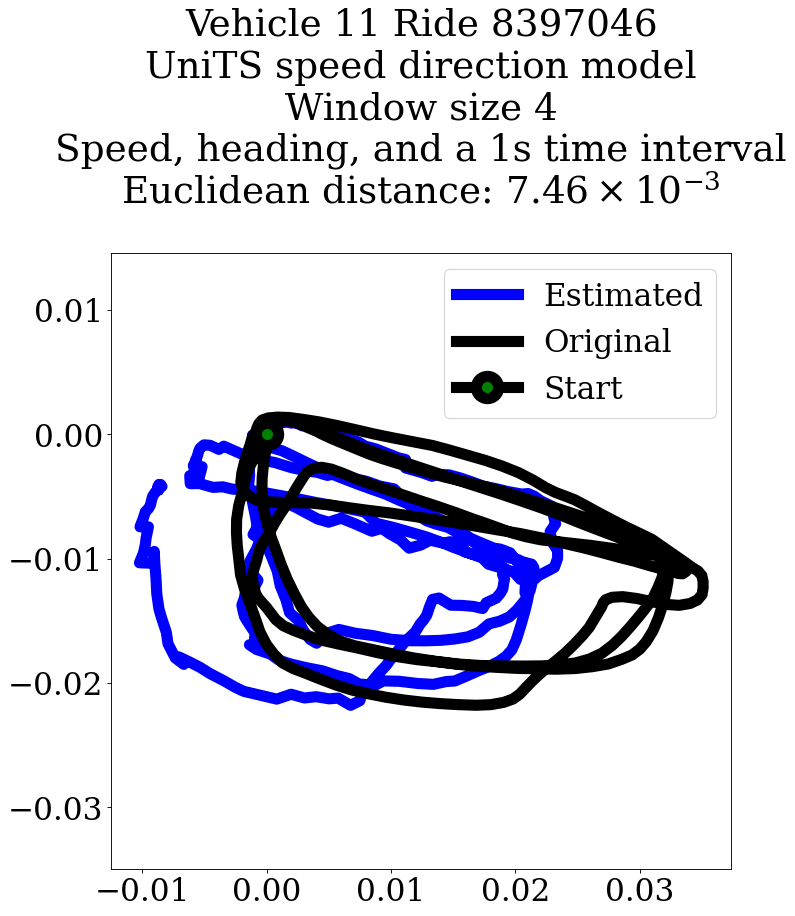 Vehicle 11 Ride 8397046
UniTS speed direction model
Window size 4
Speed, heading, and a 1s time interval
Euclidean distance: 7.46 × 10⁻³
Estimated
Original
Start
0.01
0.00
−0.01
−0.02
−0.03
−0.01 0.00 0.01 0.02 0.03